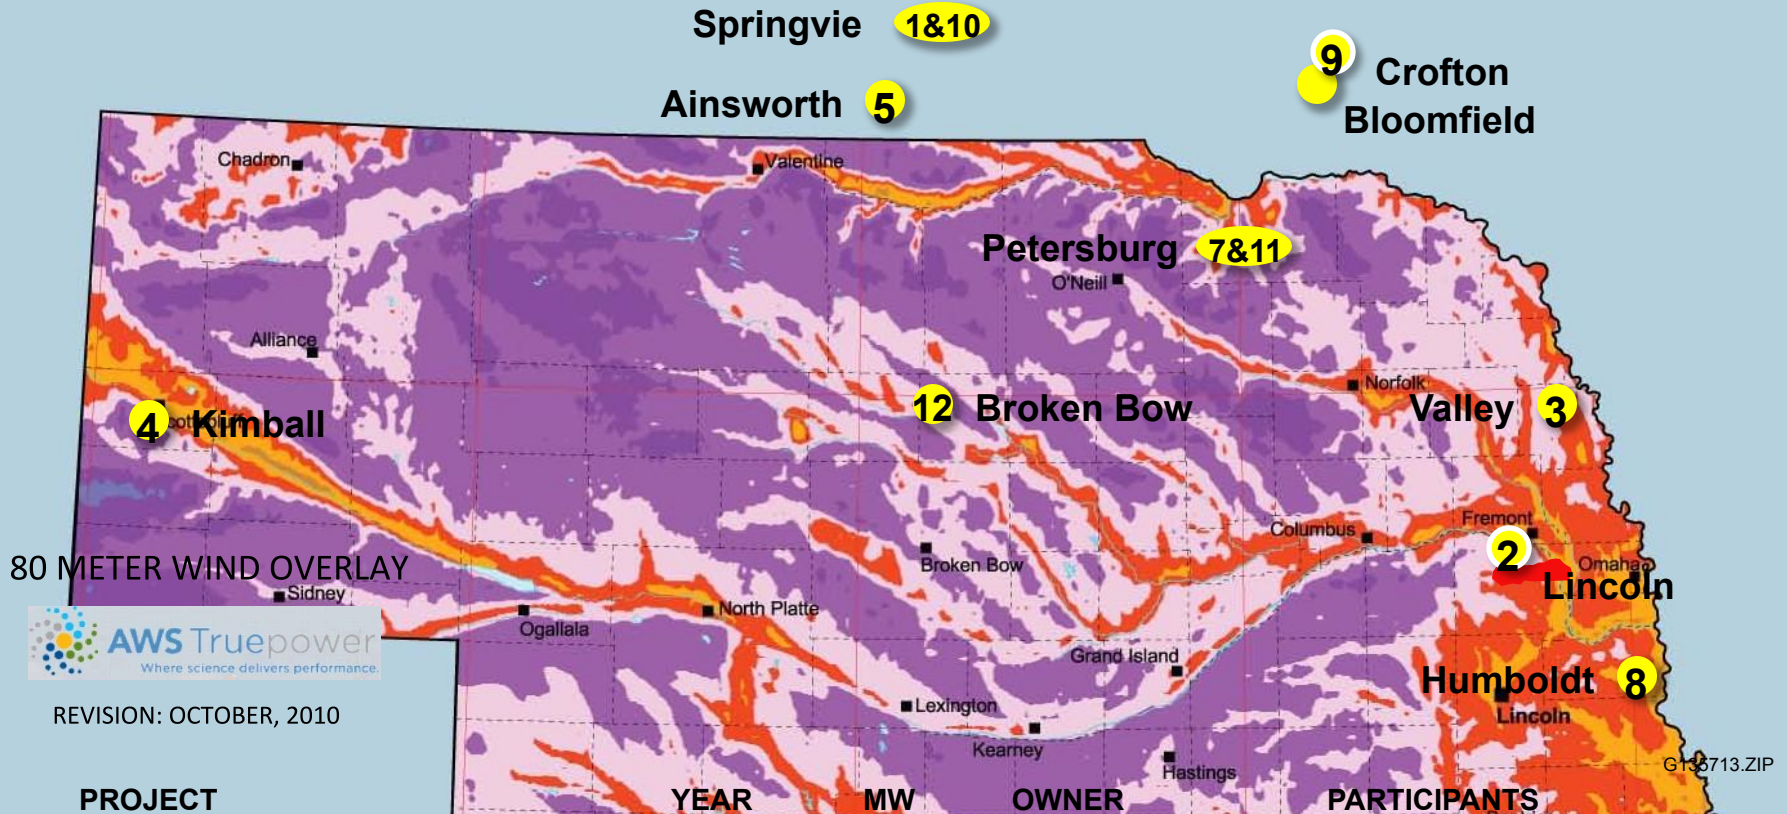 Springvie 1&10
9 Crofton
Ainsworth 5
Bloomfield
Chadron
Valentine
Petersburg 7&11
O'Neill
Alliance
Norfolk
4 Kimball
12 Broken Bow
Valley 3
Fremont
Columbus
2
Broken Bow
Omaha
80 METER WIND OVERLAY
Lincoln
Sidney
North Platte
Ogallala
AWS Truepower
Where science delivers performance.
Grand Island
Humboldt 8
Lexington
Lincoln
REVISION: OCTOBER, 2010
Kearney
Hastings
G135713.ZIP
PROJECT YEAR MW OWNER PARTICIPANTS